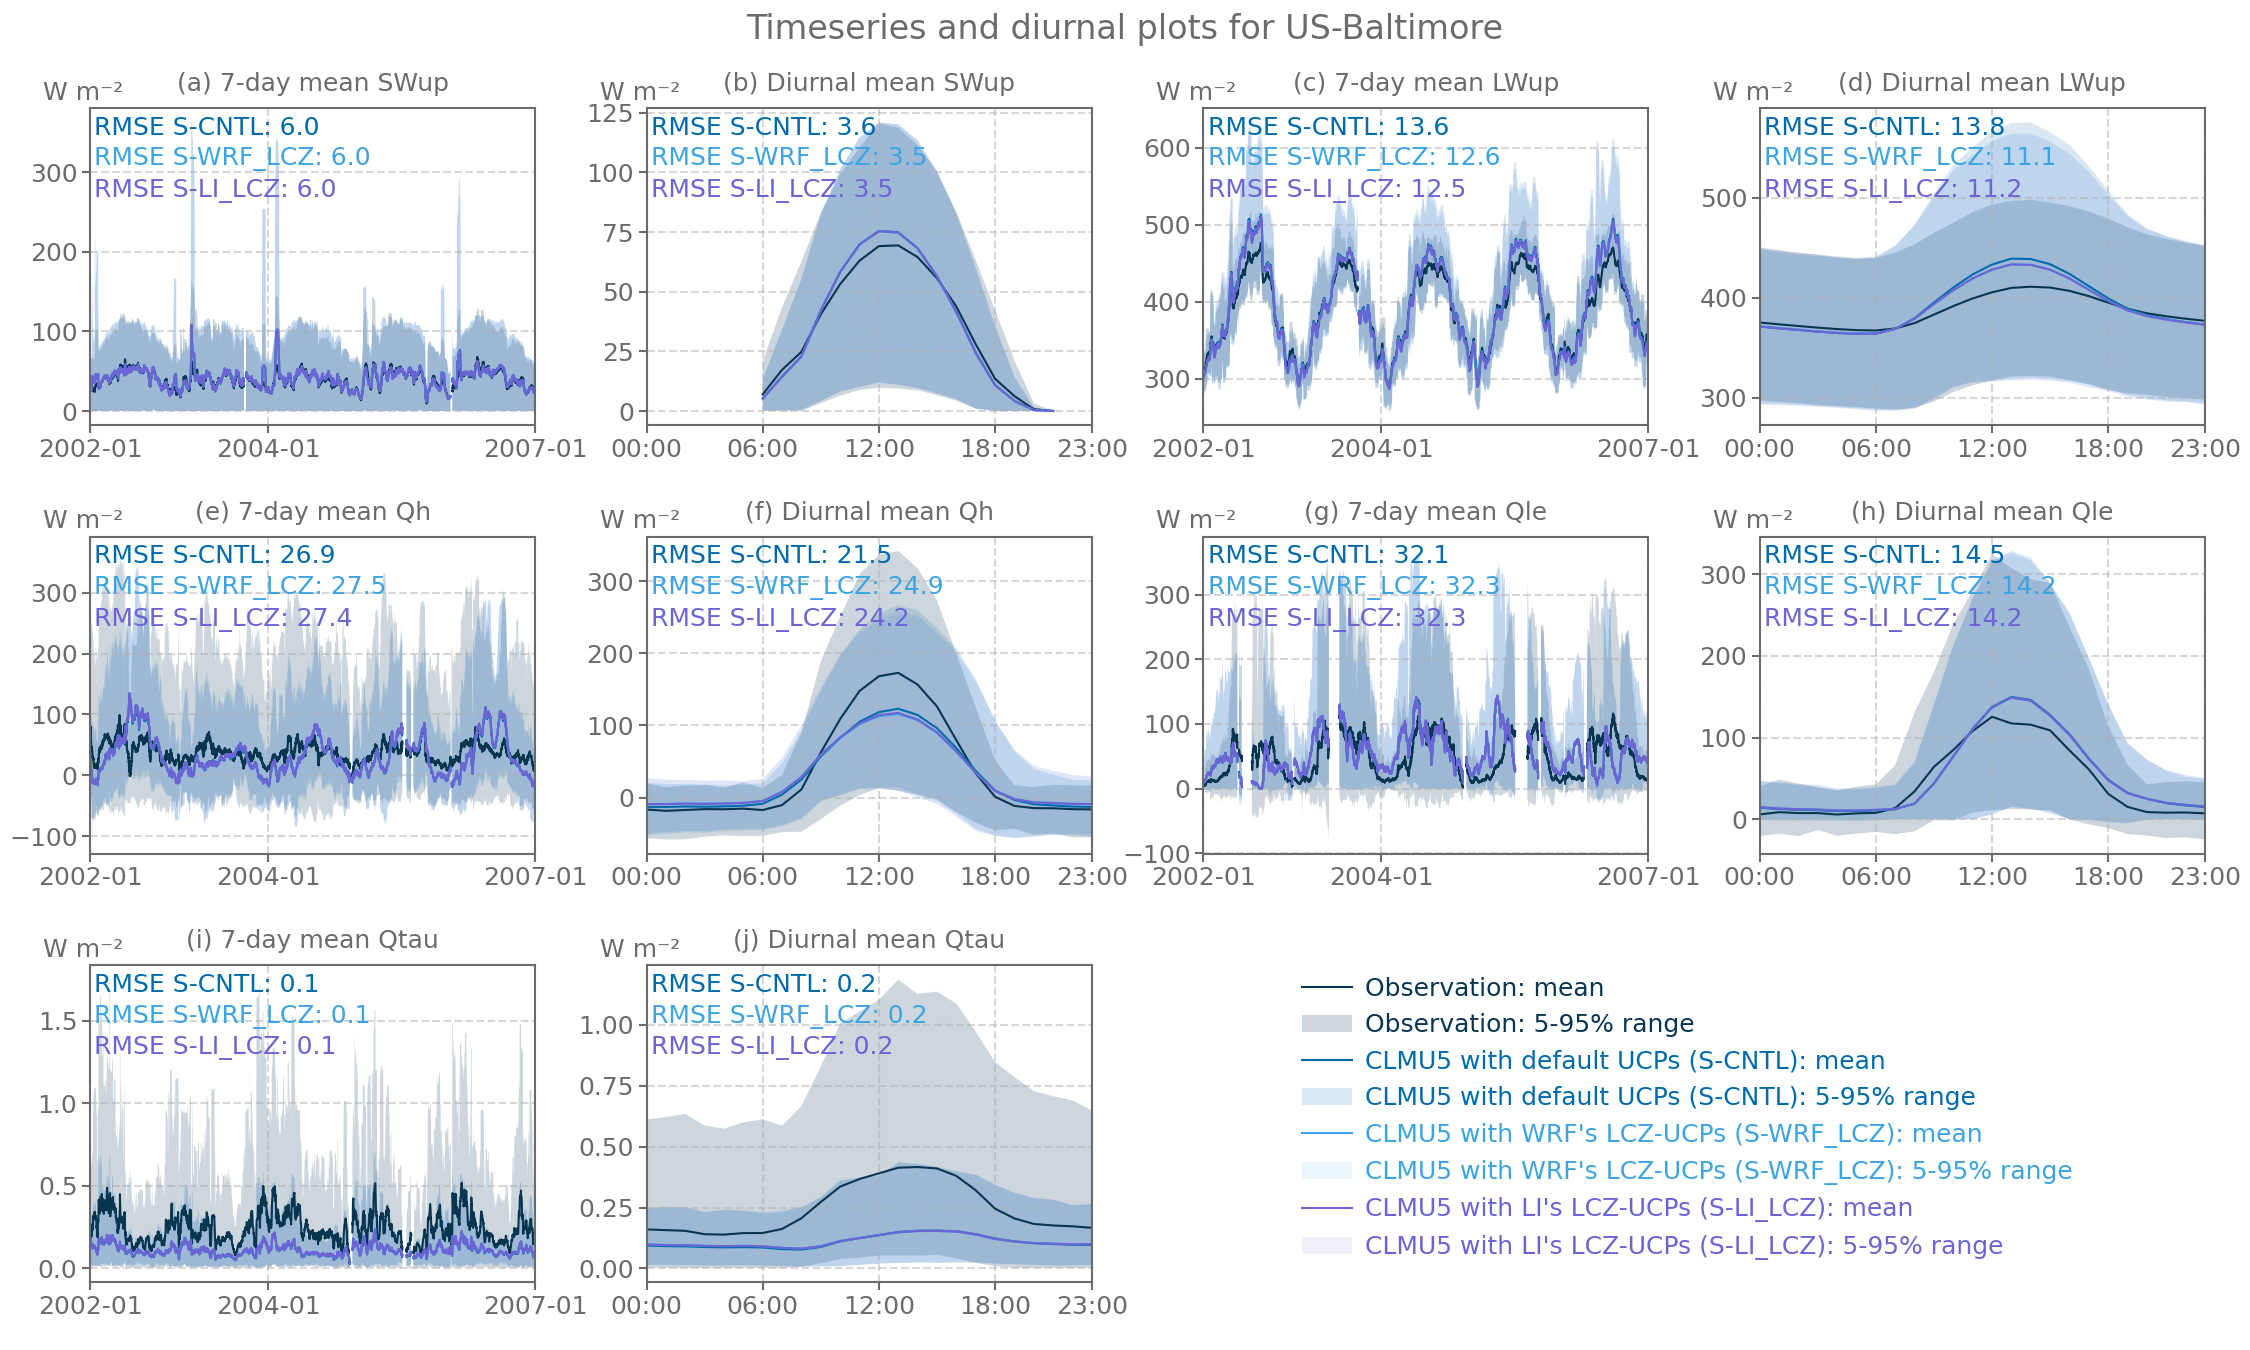 Timeseries and diurnal plots for US-Baltimore
W m⁻²
(a) 7-day mean SWup
RMSE S-CNTL: 6.0
RMSE S-WRF_LCZ: 6.0
RMSE S-LI_LCZ: 6.0
300
200
100
0
2002-01 2004-01 2007-01
W m⁻²
(b) Diurnal mean SWup
RMSE S-CNTL: 3.6
RMSE S-WRF_LCZ: 3.5
RMSE S-LI_LCZ: 3.5
125
100
75
50
25
0
00:00 06:00 12:00 18:00 23:00
W m⁻²
(c) 7-day mean LWup
RMSE S-CNTL: 13.6
RMSE S-WRF_LCZ: 12.6
RMSE S-LI_LCZ: 12.5
600
500
400
300
2002-01 2004-01 2007-01
W m⁻²
(d) Diurnal mean LWup
RMSE S-CNTL: 13.8
RMSE S-WRF_LCZ: 11.1
RMSE S-LI_LCZ: 11.2
500
400
300
00:00 06:00 12:00 18:00 23:00
W m⁻²
(e) 7-day mean Qh
RMSE S-CNTL: 26.9
RMSE S-WRF_LCZ: 27.5
RMSE S-LI_LCZ: 27.4
300
200
100
0
−100
2002-01 2004-01 2007-01
W m⁻²
(f) Diurnal mean Qh
RMSE S-CNTL: 21.5
RMSE S-WRF_LCZ: 24.9
RMSE S-LI_LCZ: 24.2
300
200
100
0
00:00 06:00 12:00 18:00 23:00
W m⁻²
(g) 7-day mean Qle
RMSE S-CNTL: 32.1
RMSE S-WRF_LCZ: 32.3
RMSE S-LI_LCZ: 32.3
300
200
100
0
−100
2002-01 2004-01 2007-01
W m⁻²
(h) Diurnal mean Qle
RMSE S-CNTL: 14.5
RMSE S-WRF_LCZ: 14.2
RMSE S-LI_LCZ: 14.2
300
200
100
0
00:00 06:00 12:00 18:00 23:00
W m⁻²
(i) 7-day mean Qtau
RMSE S-CNTL: 0.1
RMSE S-WRF_LCZ: 0.1
RMSE S-LI_LCZ: 0.1
1.5
1.0
0.5
0.0
2002-01 2004-01 2007-01
W m⁻²
(j) Diurnal mean Qtau
RMSE S-CNTL: 0.2
RMSE S-WRF_LCZ: 0.2
RMSE S-LI_LCZ: 0.2
1.00
0.75
0.50
0.25
0.00
00:00 06:00 12:00 18:00 23:00
Observation: mean
Observation: 5-95% range
CLMU5 with default UCPs (S-CNTL): mean
CLMU5 with default UCPs (S-CNTL): 5-95% range
CLMU5 with WRF's LCZ-UCPs (S-WRF_LCZ): mean
CLMU5 with WRF's LCZ-UCPs (S-WRF_LCZ): 5-95% range
CLMU5 with LI's LCZ-UCPs (S-LI_LCZ): mean
CLMU5 with LI's LCZ-UCPs (S-LI_LCZ): 5-95% range